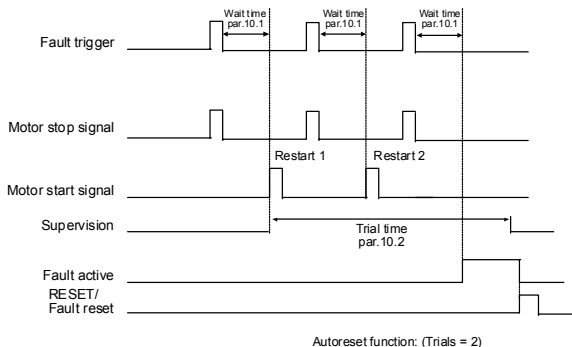 Wait time
par.10.1
Wait time
par.10.1
Wait time
par.10.1
Fault trigger
Motor stop signal
Restart 1
Restart 2
Motor start signal
Supervision
Trial time
par.10.2
Fault active
RESET/
Fault reset
Autoreset function: (Trials = 2)